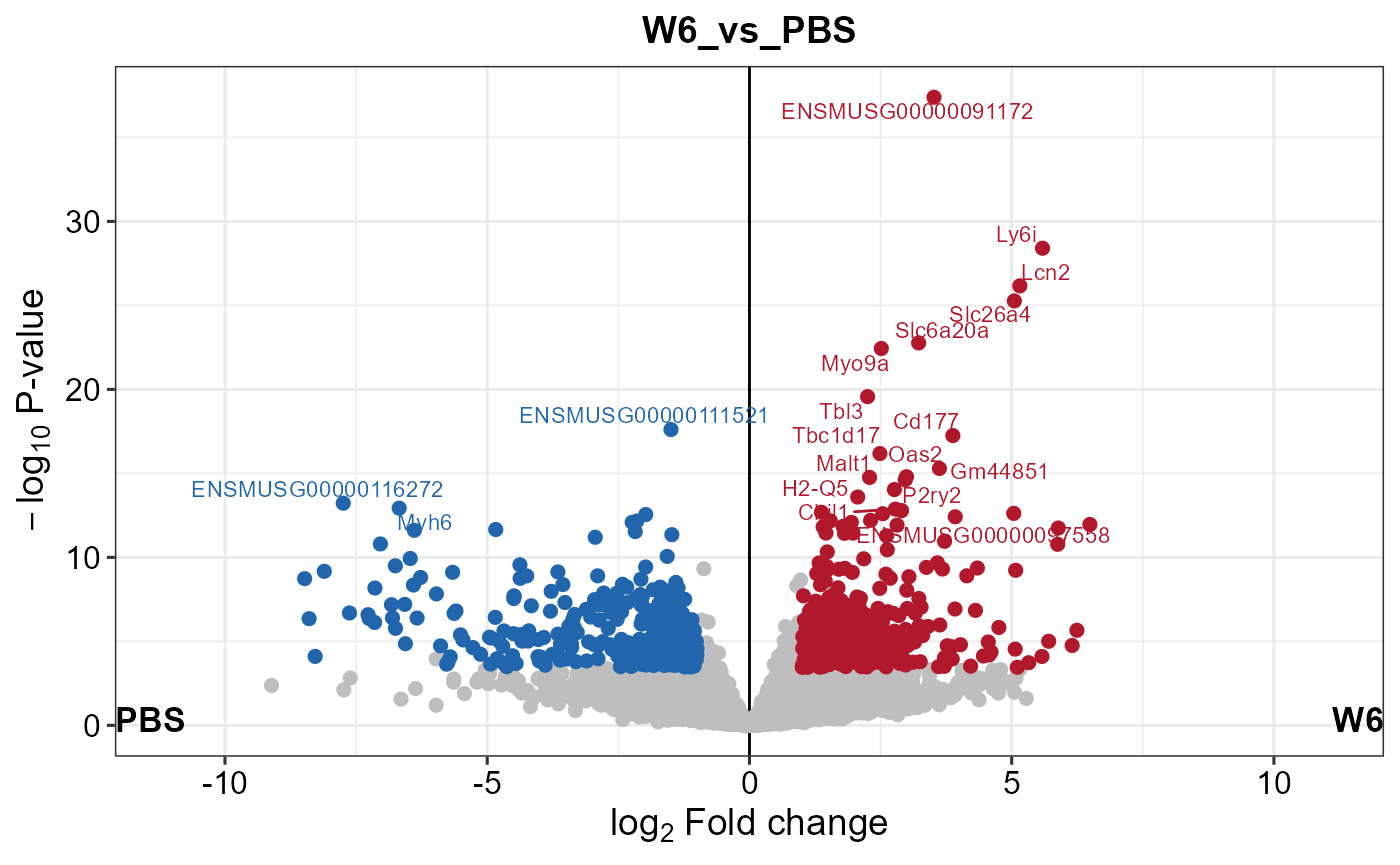 W6_vs_PBS
ENSMUSG00000091172
Ly6i
Lcn2
Slc26a4
Slc6a20a
Myo9a
Tbl3
Cd177
ENSMUSG00000111521
Tbc1d17
Oas2
Malt1
Gm44851
H2-Q5
P2ry2
ENSMUSG00000116272
Chil1
Myh6
ENSMUSG00000097558
30
20
10
0
PBS
W6
-10
-5
0
5
10
log2 Fold change
– log10 P-value